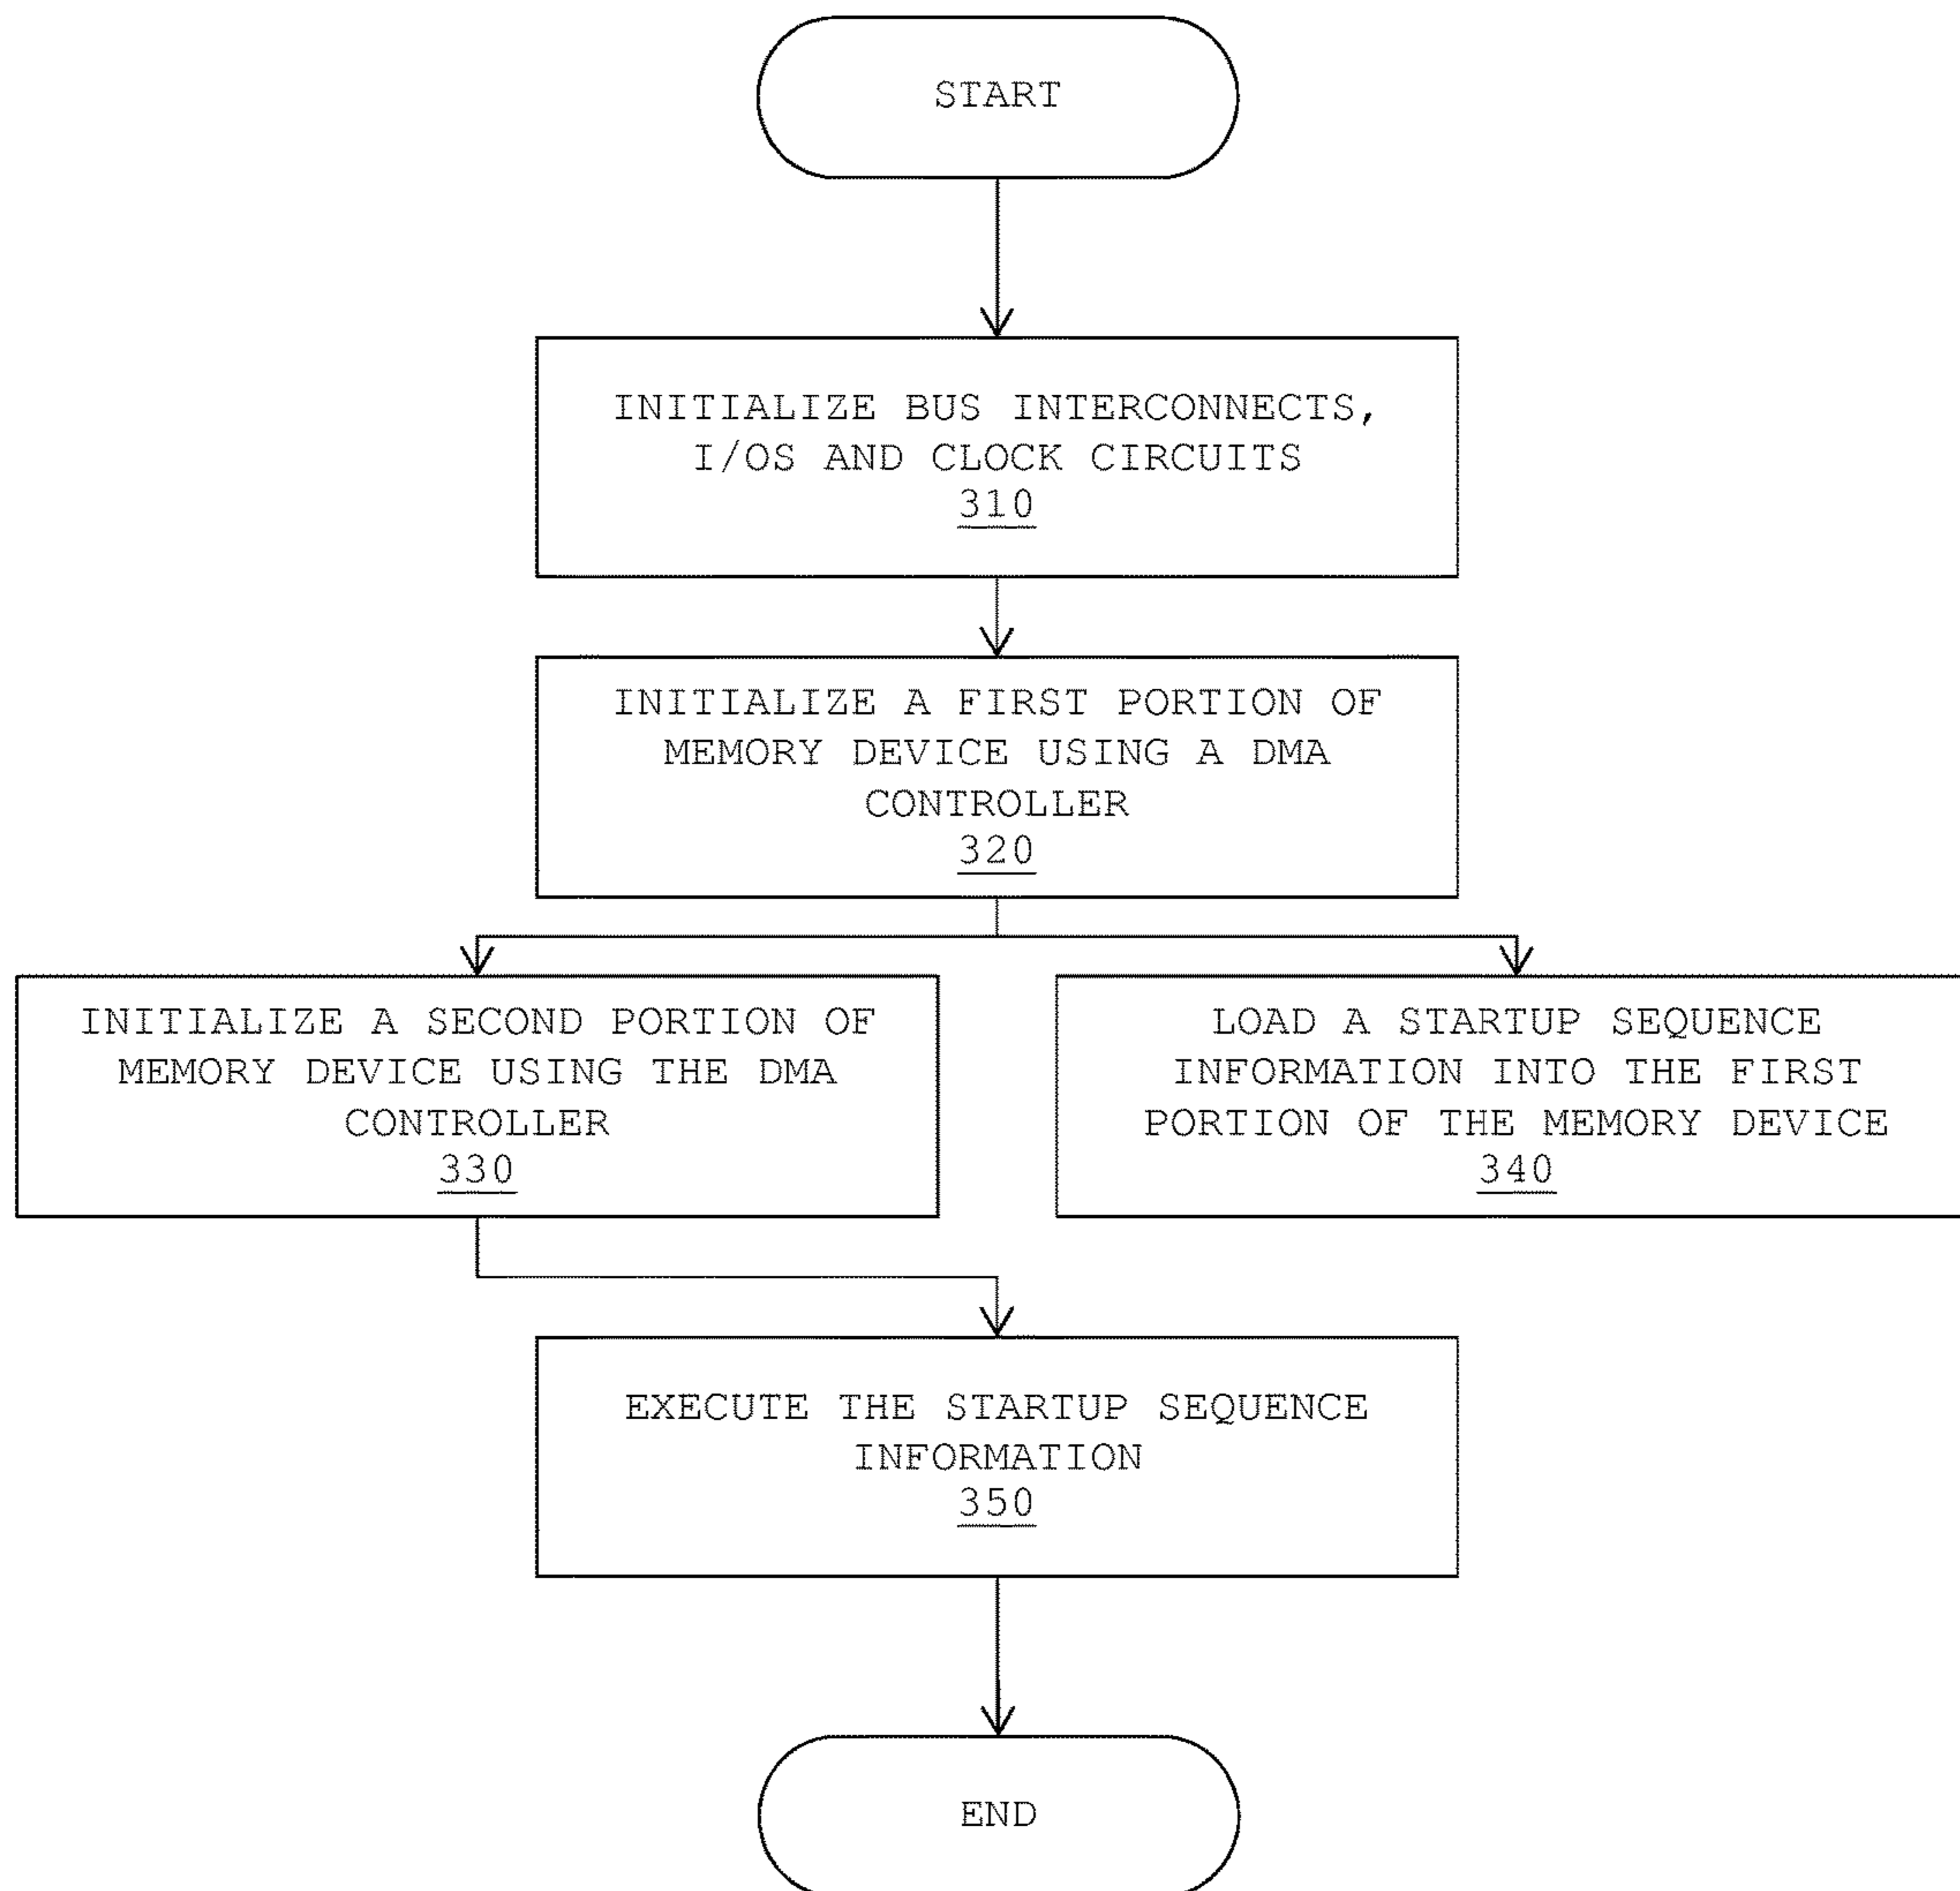 START
INITIALIZE BUS INTERCONNECTS,
I/OS AND CLOCK CIRCUITS
310
INITIALIZE A FIRST PORTION OF
MEMORY DEVICE USING A DMA
CONTROLLER
320
INITIALIZE A SECOND PORTION OF
MEMORY DEVICE USING THE DMA
CONTROLLER
330
LOAD A STARTUP SEQUENCE
INFORMATION INTO THE FIRST
PORTION OF THE MEMORY DEVICE
340
EXECUTE THE STARTUP SEQUENCE
INFORMATION
350
END